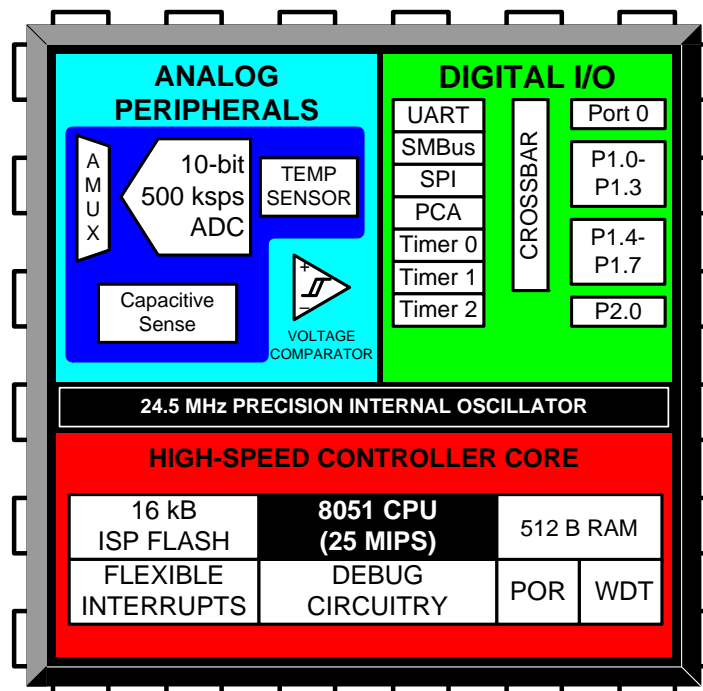 ANALOG
PERIPHERALS
A
M
U
X
10-bit
500 ksps
ADC
TEMP
SENSOR
Capacitive
Sense
+
−
VOLTAGE
COMPARATOR
DIGITAL I/O
UART
SMBus
SPI
PCA
Timer 0
Timer 1
Timer 2
CROSSBAR
Port 0
P1.0-
P1.3
P1.4-
P1.7
P2.0
24.5 MHz PRECISION INTERNAL OSCILLATOR
HIGH-SPEED CONTROLLER CORE
16 kB
ISP FLASH
8051 CPU
(25 MIPS)
512 B RAM
FLEXIBLE
INTERRUPTS
DEBUG
CIRCUITRY
POR
WDT